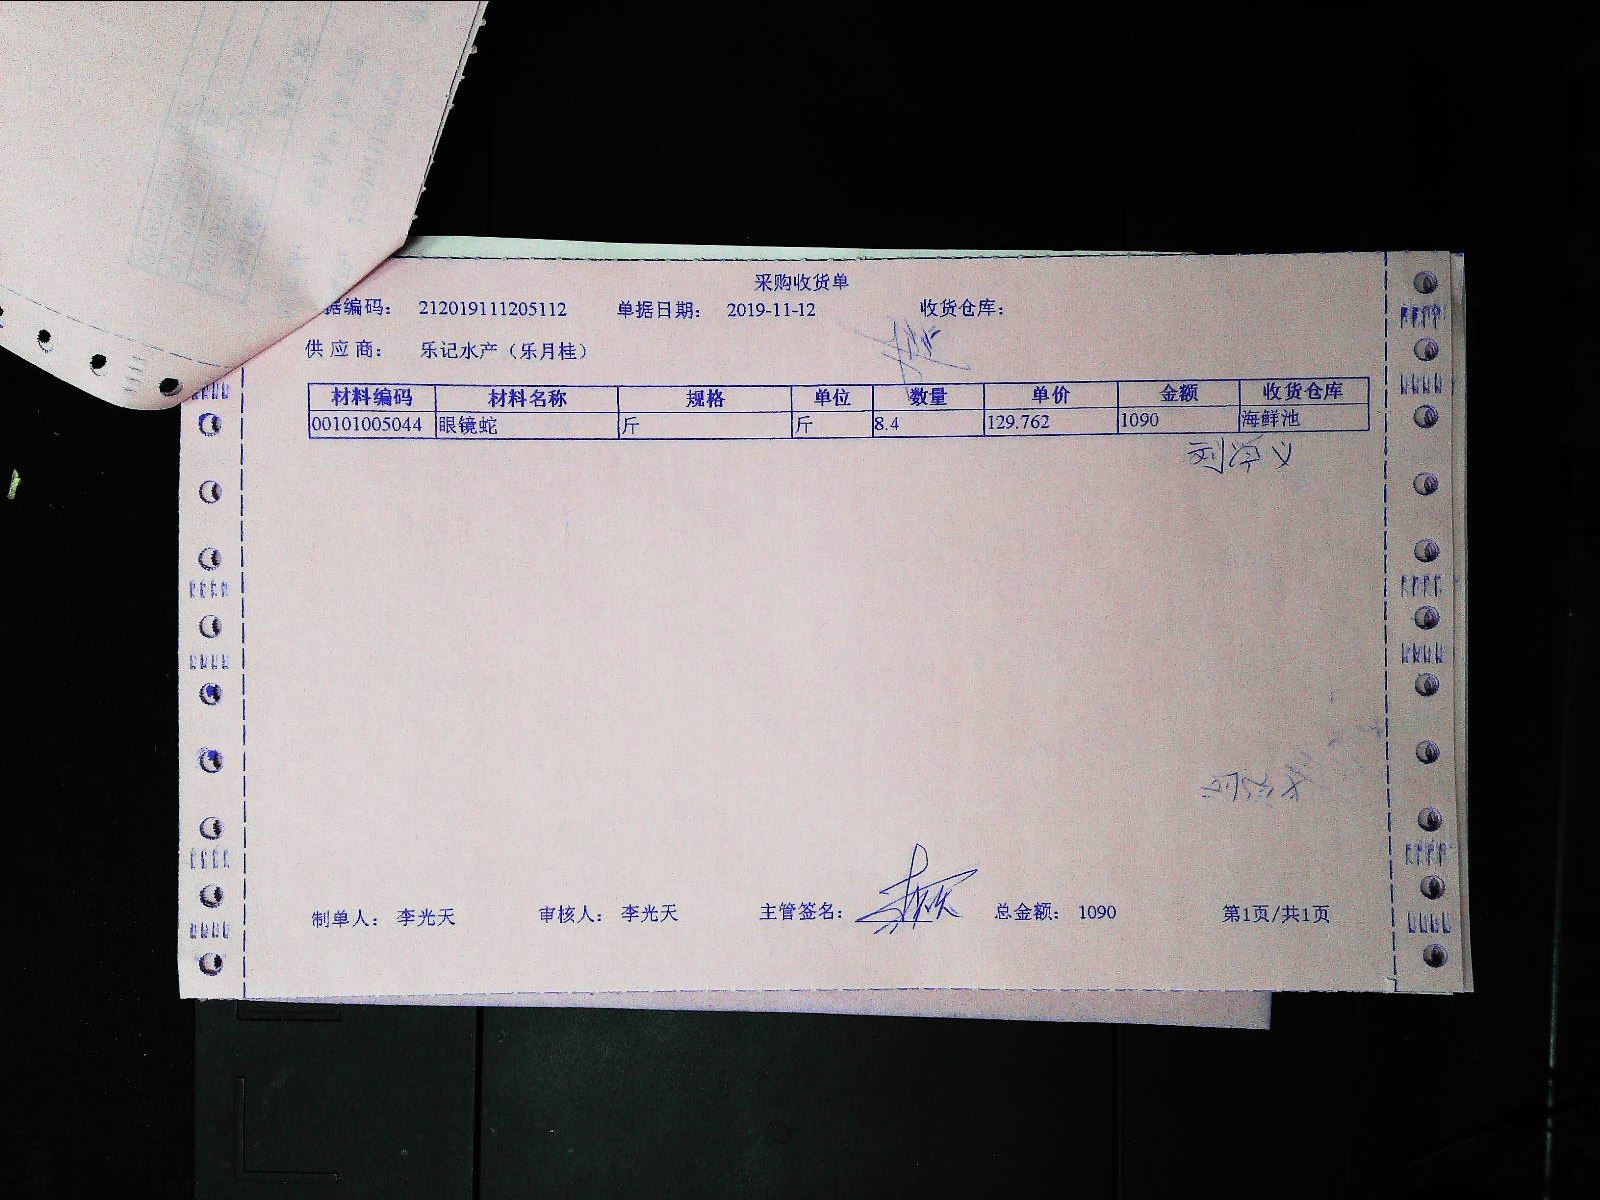 采购收货单
据编码: 212019111205112 单据日期: 2019-11-12 收货仓库:
供应商: 乐记水产（乐月桂）
材料编码 材料名称 规格 单位 数量 单价 金额 收货仓库
00101005044 眼镜蛇 斤 斤 8.4 129.762 1090 海鲜池
制单人: 李光天 审核人: 李光天 主管签名: 总金额: 1090 第1页/共1页